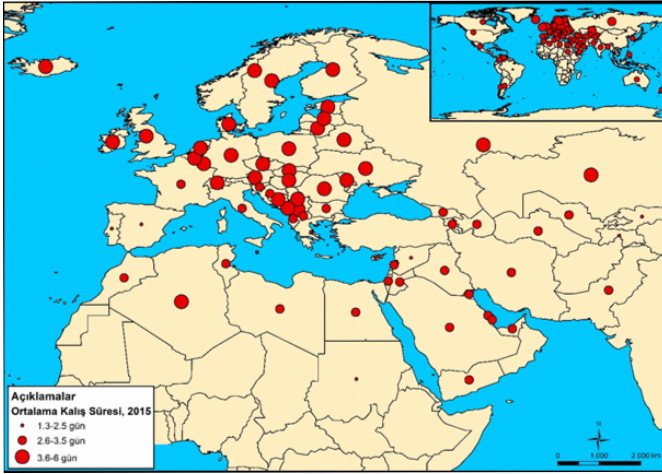 Açıklamalar
Ortalama Kalış Süresi, 2015
1.3-2.5 gün
2.6-3.5 gün
3.6-6 gün
N
0 1.000 2.000 km